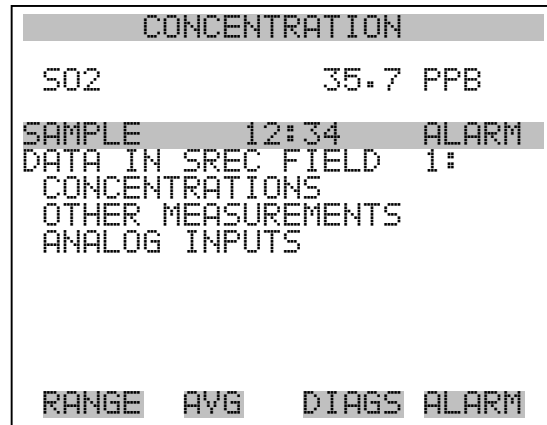 CONCENTRATION
SO2 35.7 PPB
SAMPLE 12:34 ALARM
DATA IN SREC FIELD 1:
CONCENTRATIONS
OTHER MEASUREMENTS
ANALOG INPUTS
RANGE AVG DIAGS ALARM